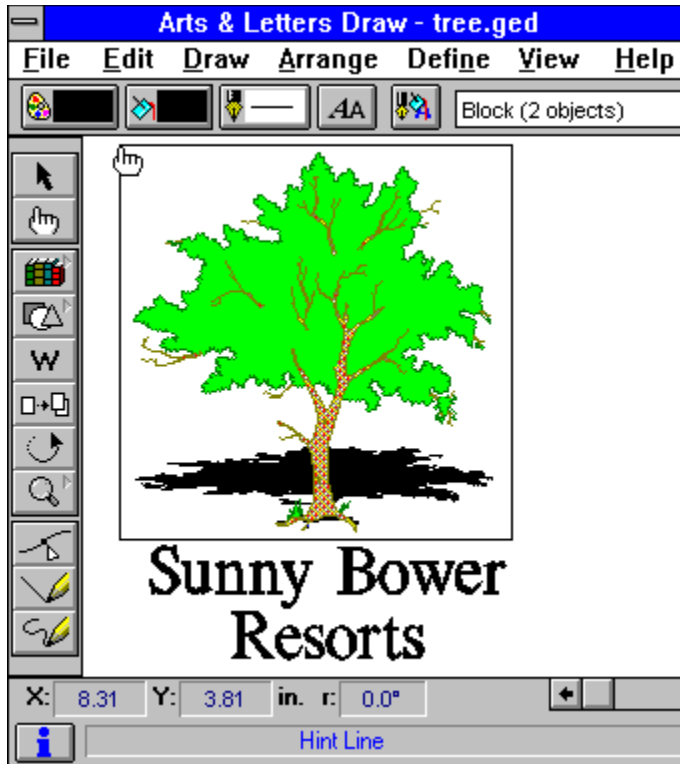 Arts & Letters Draw - tree.ged
File Edit Draw Arrange Define View Help
AA A Block (2 objects)
W
Sunny Bower
Resorts
X: 8.31 Y: 3.81 in. r: 0.0°
i Hint Line